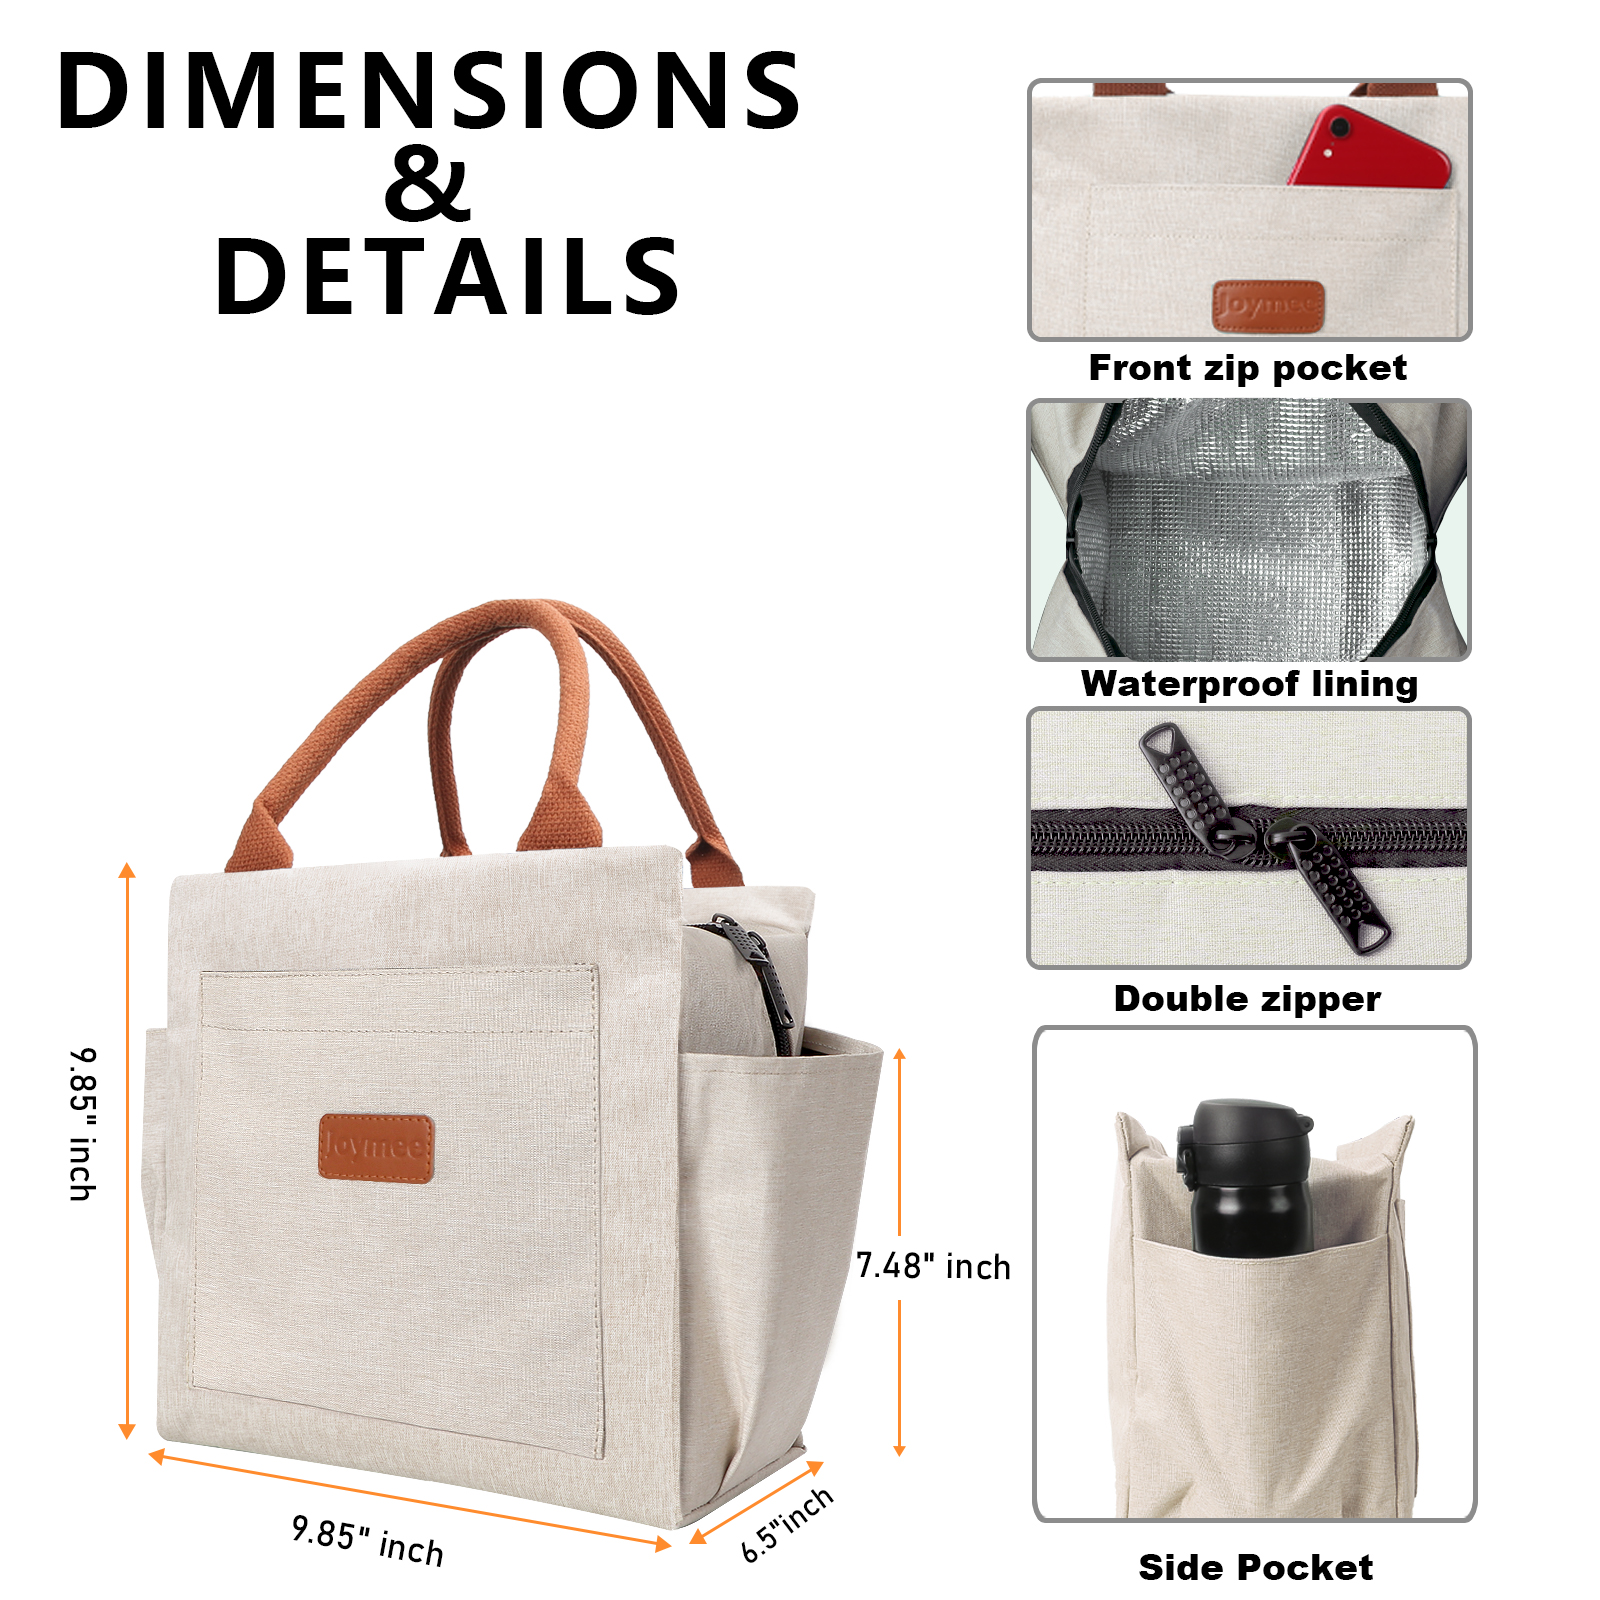 DIMENSIONS
&
DETAILS
Joymee
Front zip pocket
Waterproof lining
Double zipper
Side Pocket
Joymee
9.85" inch
9.85" inch
6.5"inch
7.48" inch